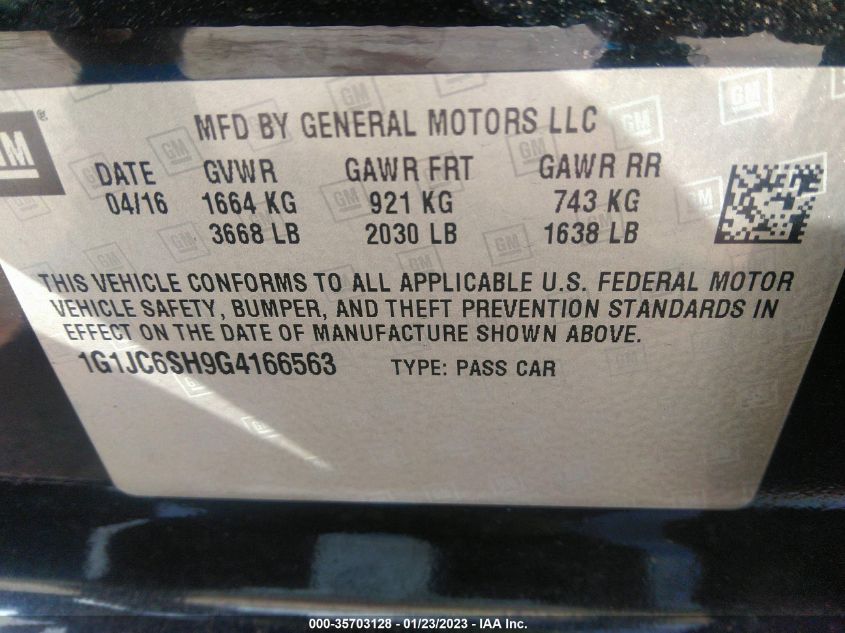 GM
MFD BY GENERAL MOTORS LLC
DATE GVWR GAWR FRT GAWR RR
04/16 1664 KG 921 KG 743 KG
3668 LB 2030 LB 1638 LB
THIS VEHICLE CONFORMS TO ALL APPLICABLE U.S. FEDERAL MOTOR
VEHICLE SAFETY, BUMPER, AND THEFT PREVENTION STANDARDS IN
EFFECT ON THE DATE OF MANUFACTURE SHOWN ABOVE.
1G1JC6SH9G4166563 TYPE: PASS CAR
000-35703128 - 01/23/2023 - IAA Inc.